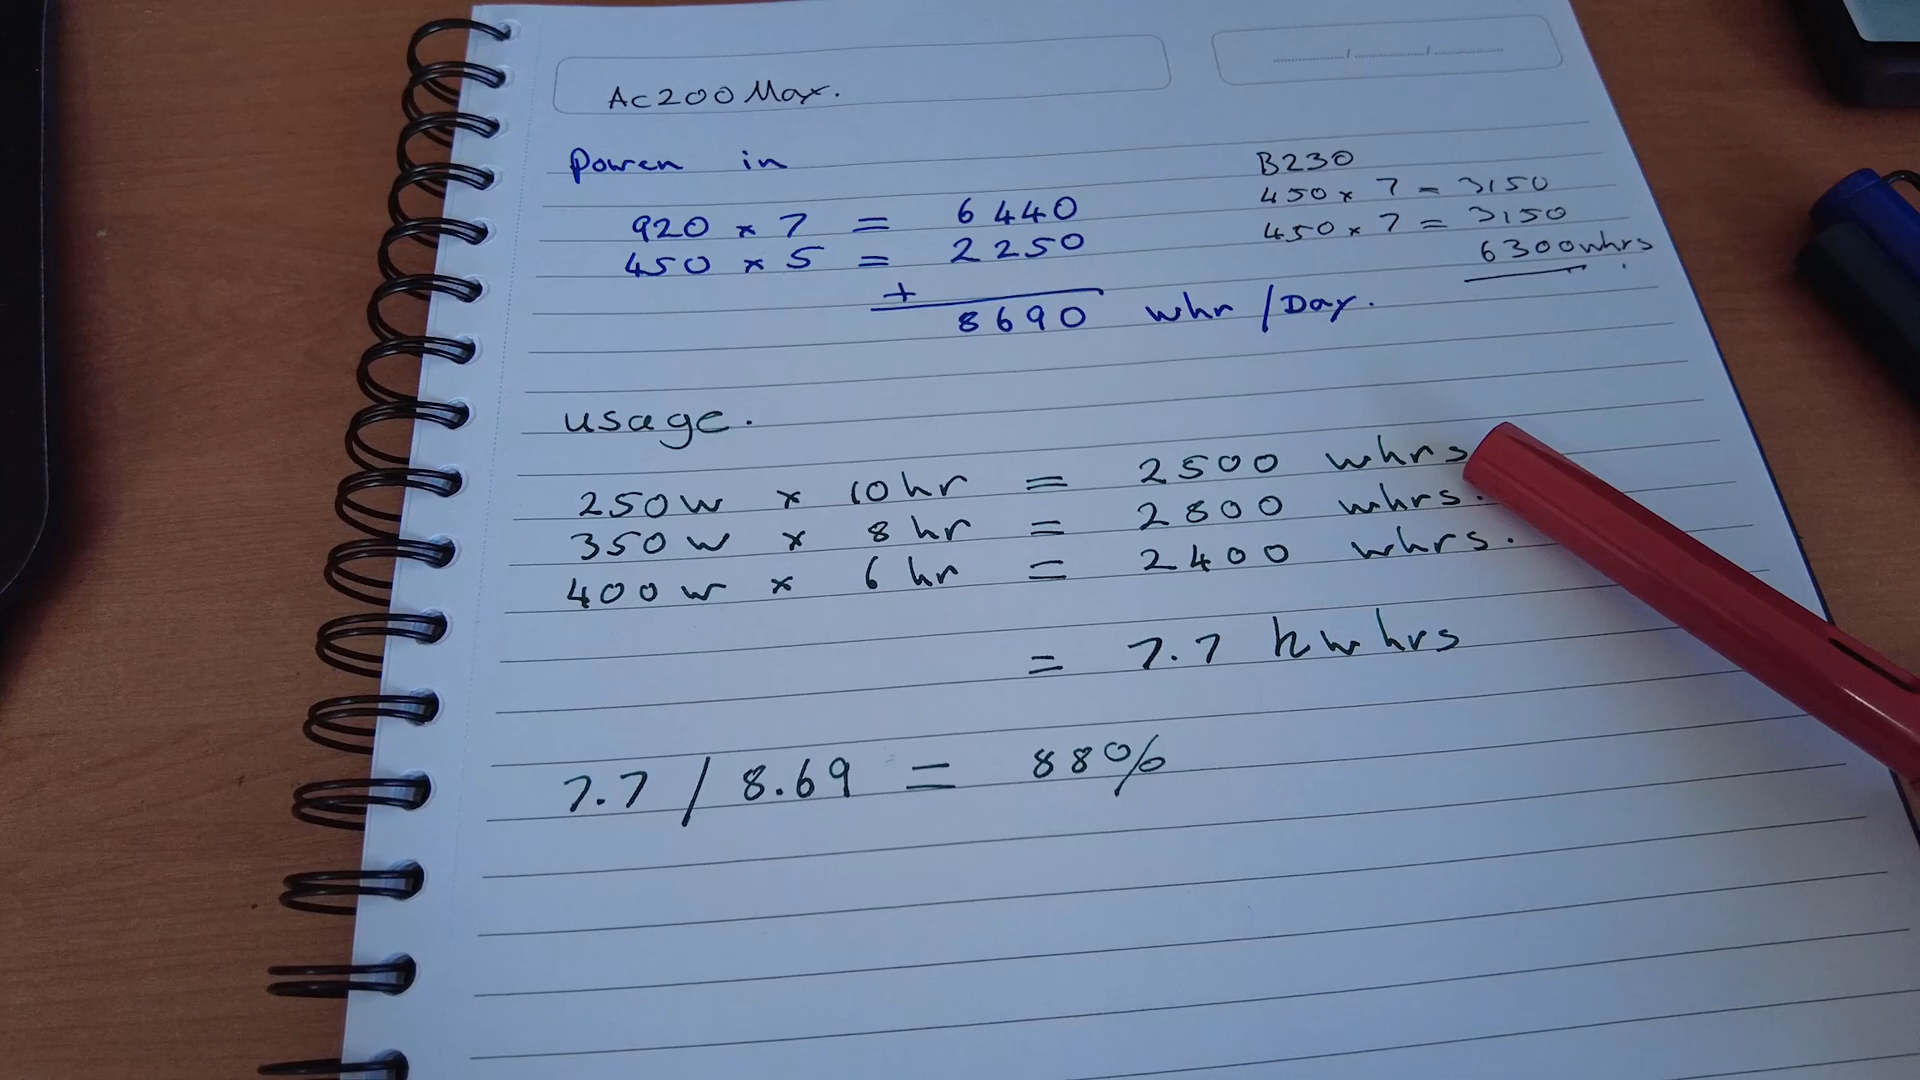 Ac200Max.
Power in
920 x 7 = 6440
450 x 5 = 2250
+
8690 whr / Day.
B230
450 x 7 = 3150
450 x 7 = 3150
6300whrs
usage.
250w x 10hr = 2500 whrs
350w x 8hr = 2800 whrs.
400w x 6hr = 2400 whrs.
= 7.7 kwhrs
7.7 / 8.69 = 88%